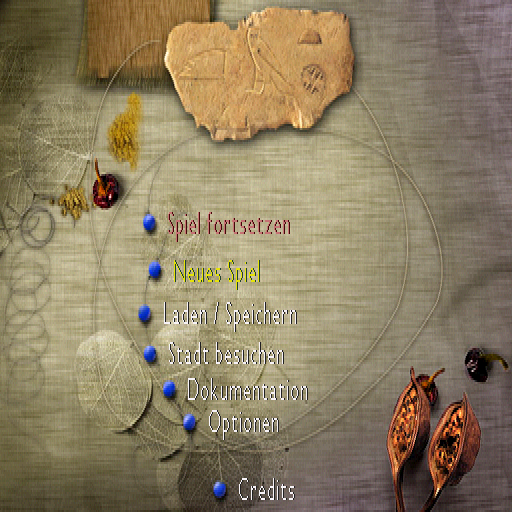 Spiel fortsetzen
Neues Spiel
Laden / Speichern
Stadt besuchen
Dokumentation
Optionen
Credits